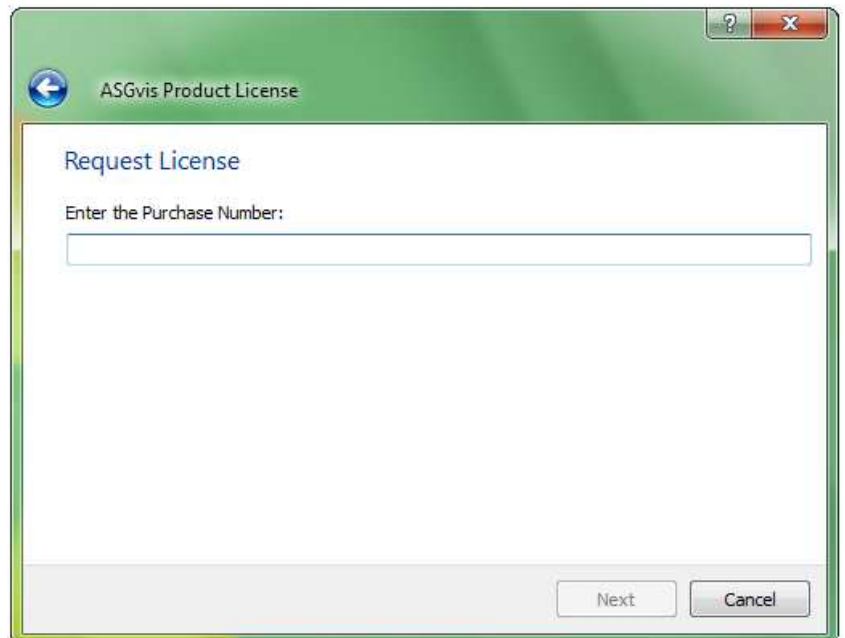 ?
X
ASGvis Product License
Request License
Enter the Purchase Number:
Next
Cancel